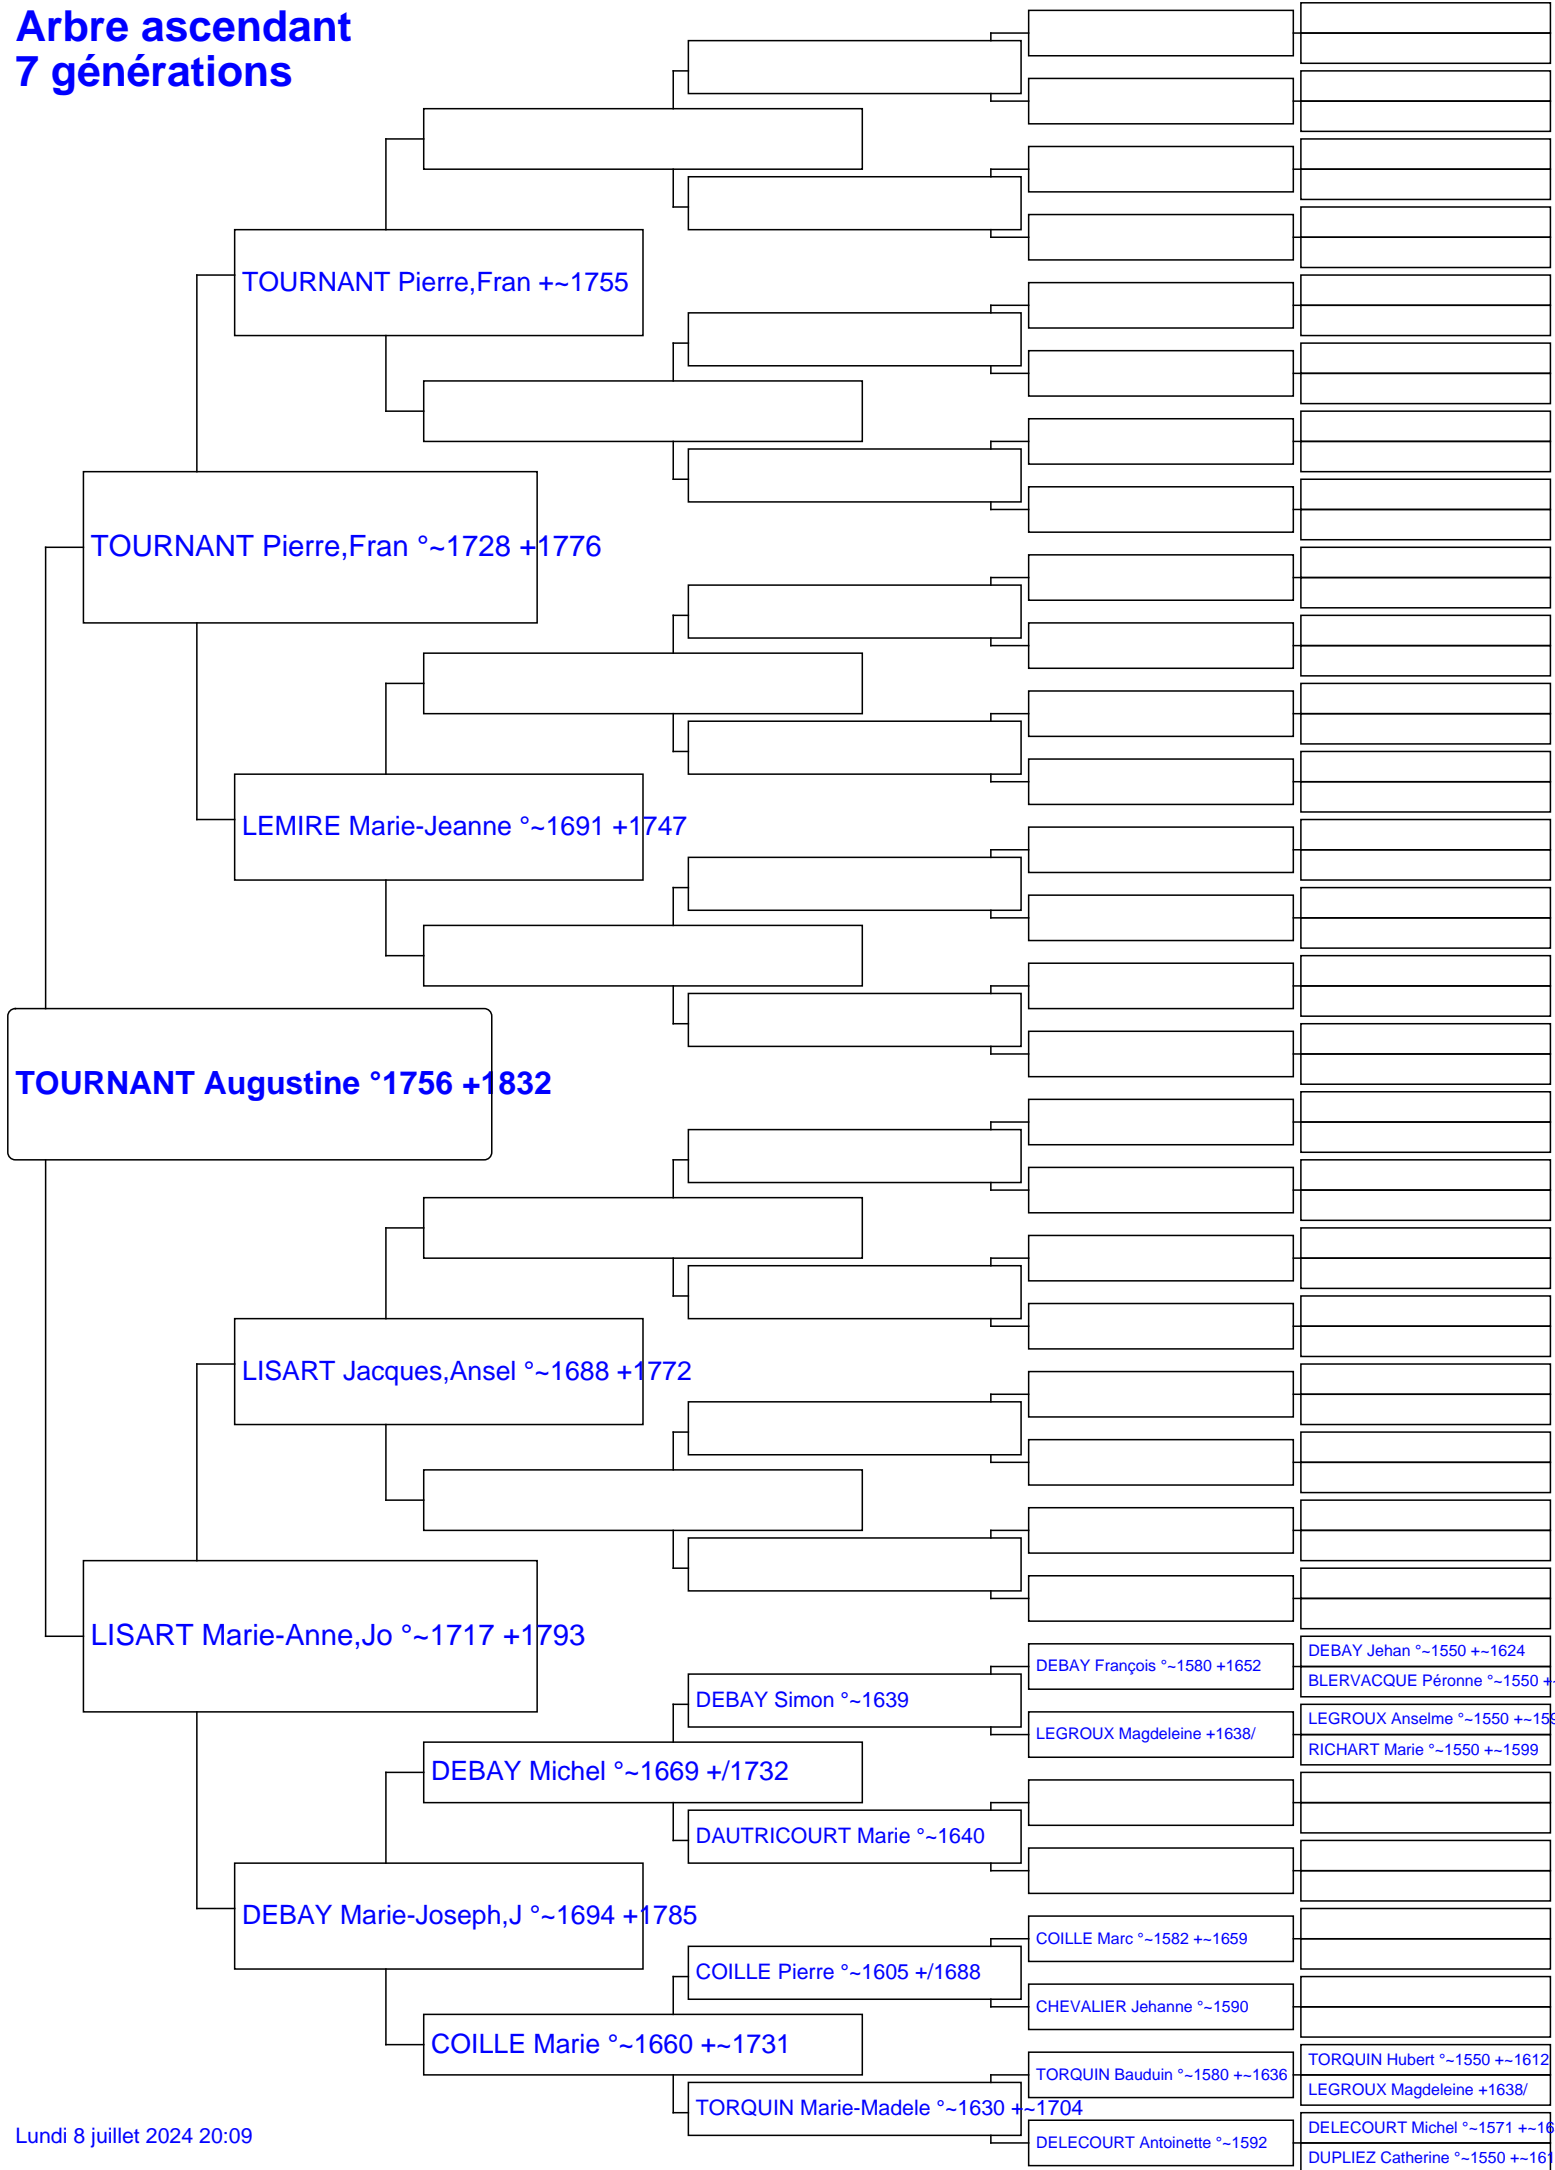 Arbre ascendant
7 générations
TOURNANT Pierre,Fran +~1755
TOURNANT Pierre,Fran °~1728 +1776
LEMIRE Marie-Jeanne °~1691 +1747
TOURNANT Augustine °1756 +1832
LISART Jacques,Ansel °~1688 +1772
LISART Marie-Anne,Jo °~1717 +1793
DEBAY Jehan °~1550 +~1624
DEBAY François °~1580 +1652
BLERVACQUE Péronne °~1550 +~
DEBAY Simon °~1639
LEGROUX Anselme °~1550 +~159
LEGROUX Magdeleine +1638/
RICHART Marie °~1550 +~1599
DEBAY Michel °~1669 +/1732
DAUTRICOURT Marie °~1640
DEBAY Marie-Joseph,J °~1694 +1785
COILLE Marc °~1582 +~1659
COILLE Pierre °~1605 +/1688
CHEVALIER Jehanne °~1590
COILLE Marie °~1660 +~1731
TORQUIN Hubert °~1550 +~1612
TORQUIN Bauduin °~1580 +~1636
LEGROUX Magdeleine +1638/
TORQUIN Marie-Madele °~1630 +~1704
DELECOURT Michel °~1571 +~16
DELECOURT Antoinette °~1592
DUPLIEZ Catherine °~1550 +~161
Lundi 8 juillet 2024 20:09